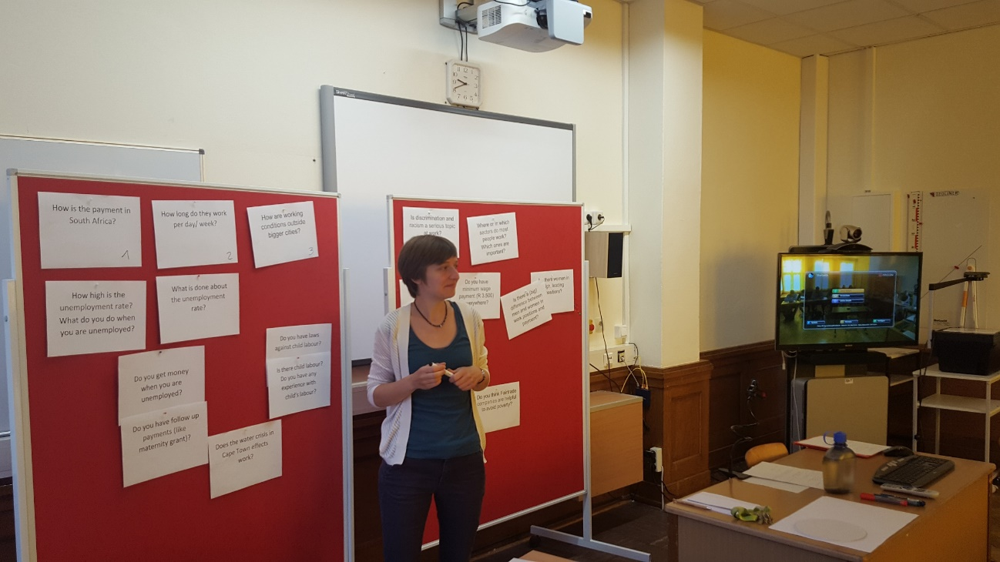 How is the payment in
South Africa?
1
How long do they work
per day/ week?
2
How are working
conditions outside
bigger cities?
3
How high is the
unemployment rate?
What do you do when
you are unemployed?
What is done about
the unemployment
rate?
Do you have laws
against child labour?
Is there child labour?
Do you have any
experience with
child's labour?
Do you get money
when you are
unemployed?
Do you have follow up
payments (like
maternity grant)?
Does the water crisis in
Cape Town effects
work?
SMART
Is discrimination and
racism a serious topic
at work?
Where or in which
sectors do most
people work?
Which ones are
important?
Do you have
minimum wage
payment (R 3.500)
everywhere?
Is there a (big)
difference between
men and women in
work positions and
payment?
there women in
leading
positions?
Do you think Fairtrade
companies are helpful
to avoid poverty?